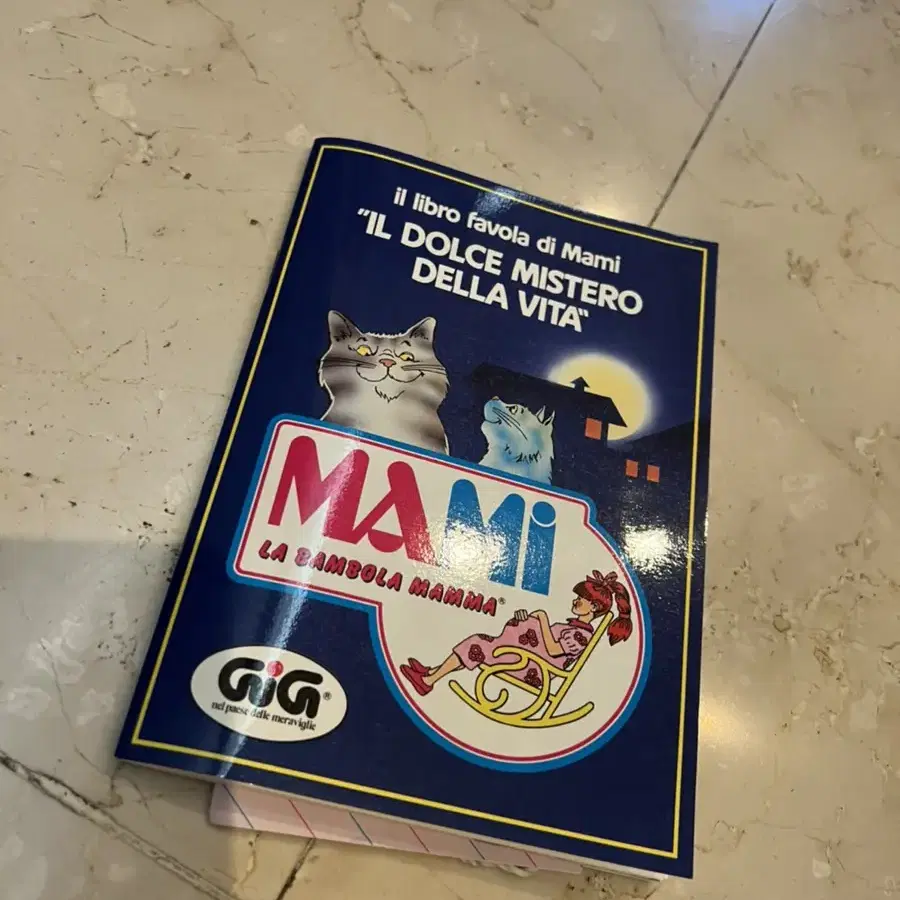 il libro favola di Mami
"IL DOLCE MISTERO
DELLA VITA"
MAMi
LA BAMBOLA MAMMA®
GiG®
nel paese delle meraviglie